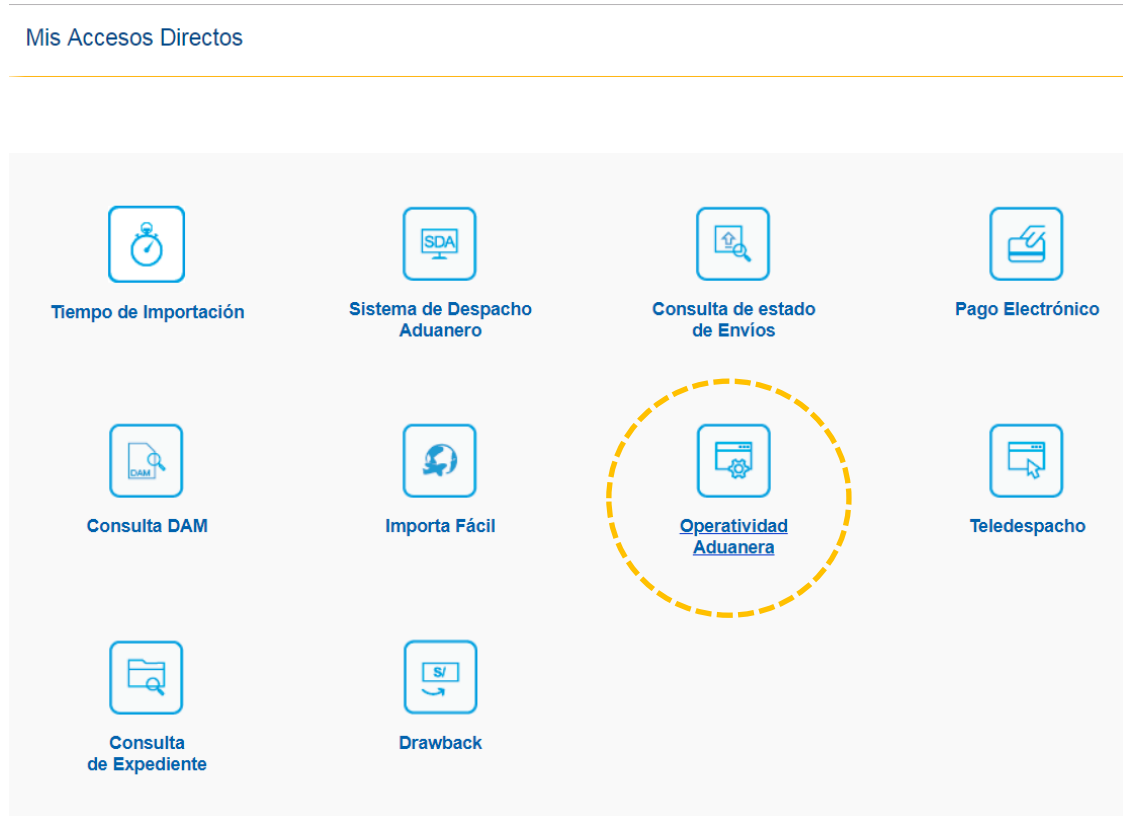 Mis Accesos Directos
SDA
Tiempo de Importación
Sistema de Despacho
Aduanero
Consulta de estado
de Envíos
Pago Electrónico
DAM
Consulta DAM
Importa Fácil
Operatividad
Aduanera
Teledespacho
S/
Consulta
de Expediente
Drawback